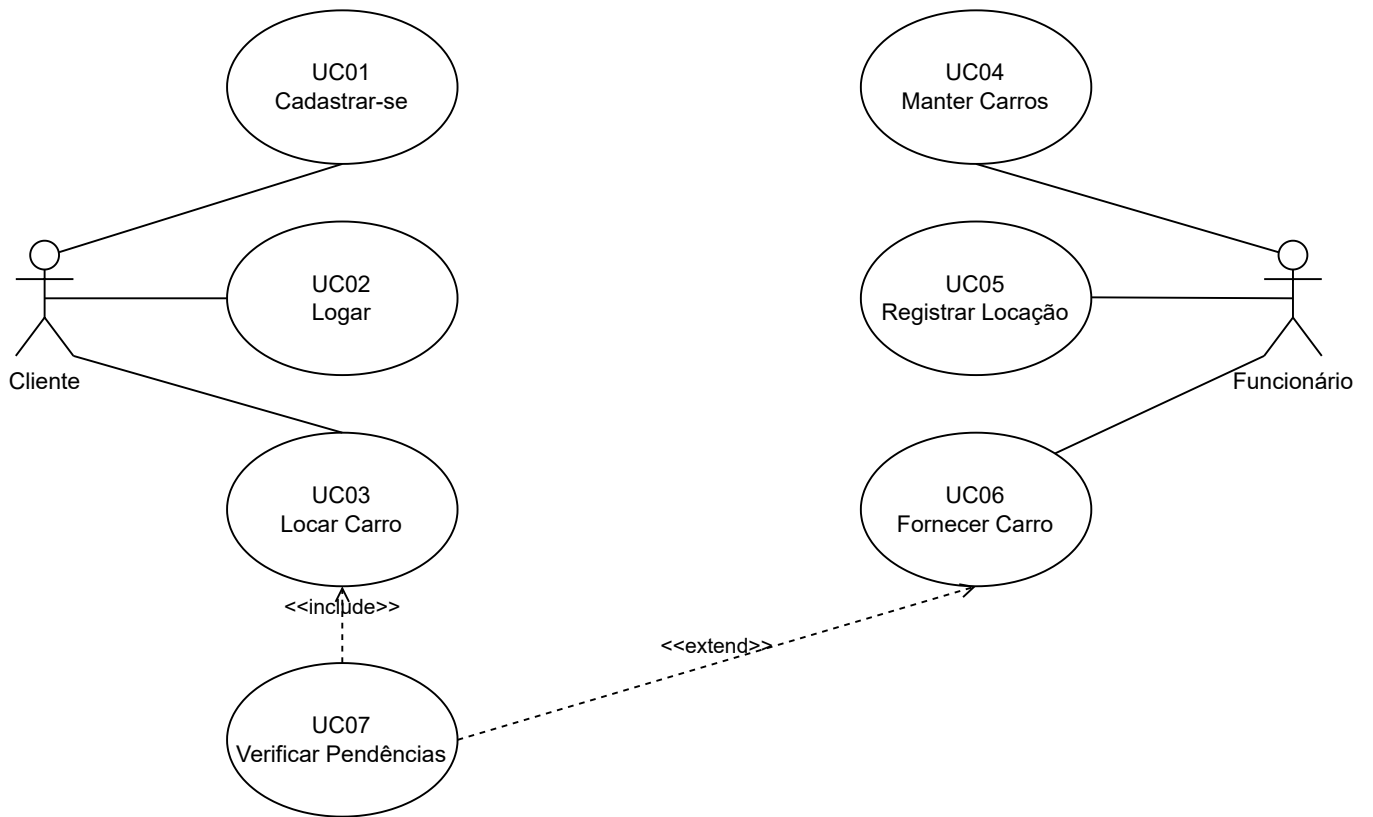 UC01
Cadastrar-se
UC04
Manter Carros
UC02
Logar
UC05
Registrar Locação
Cliente
Funcionário
UC03
Locar Carro
UC06
Fornecer Carro
<<include>>
<<extend>>
UC07
Verificar Pendências